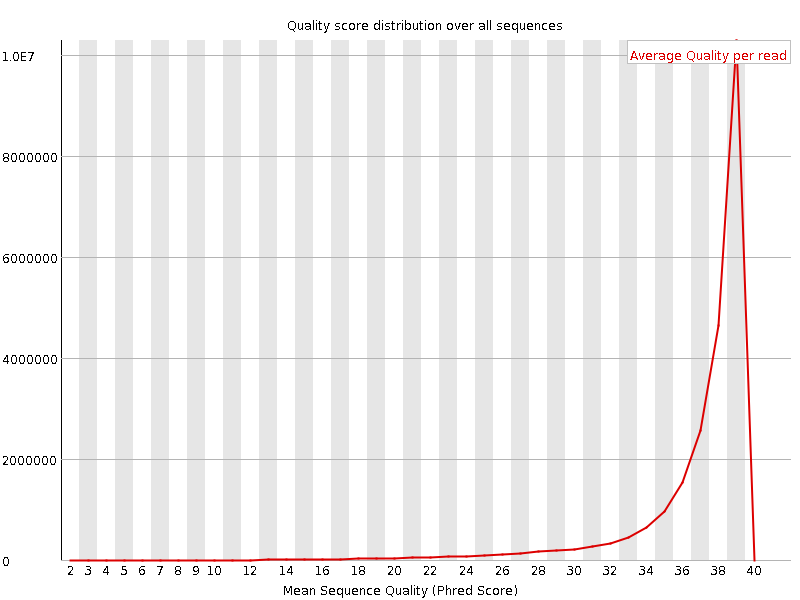 Quality score distribution over all sequences
Average Quality per read
1.0E7
8000000
6000000
4000000
2000000
0
2 3 4 5 6 7 8 9 10 12 14 16 18 20 22 24 26 28 30 32 34 36 38 40
Mean Sequence Quality (Phred Score)